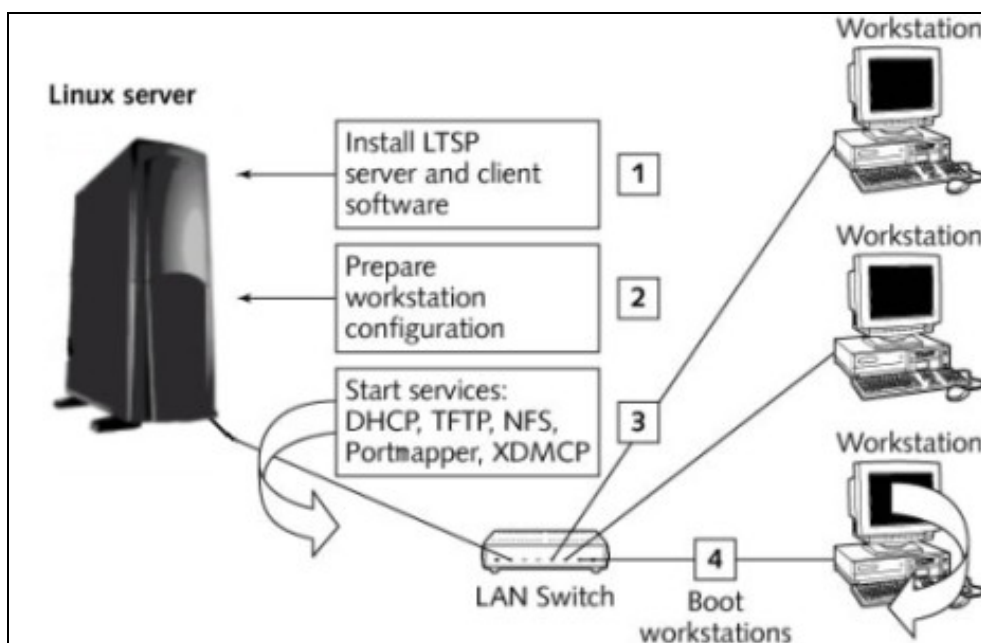 Workstation
Linux server
Install LTSP
server and client
software
1
Workstation
Prepare
workstation
configuration
2
Start services:
DHCP, TFTP, NFS,
Portmapper, XDMCP
3
Workstation
LAN Switch
4
Boot
workstations